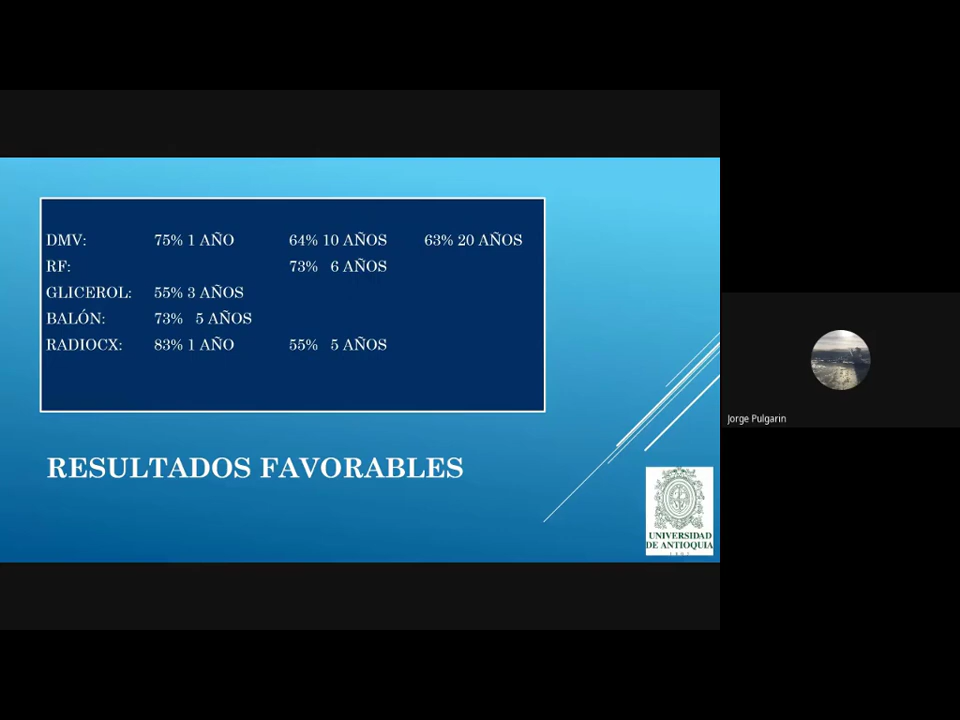 DMV: 75% 1 AÑO 64% 10 AÑOS 63% 20 AÑOS
RF: 73% 6 AÑOS
GLICEROL: 55% 3 AÑOS
BALÓN: 73% 5 AÑOS
RADIOCX: 83% 1 AÑO 55% 5 AÑOS
RESULTADOS FAVORABLES
UNIVERSIDAD
DE ANTIOQUIA
Jorge Pulgarin